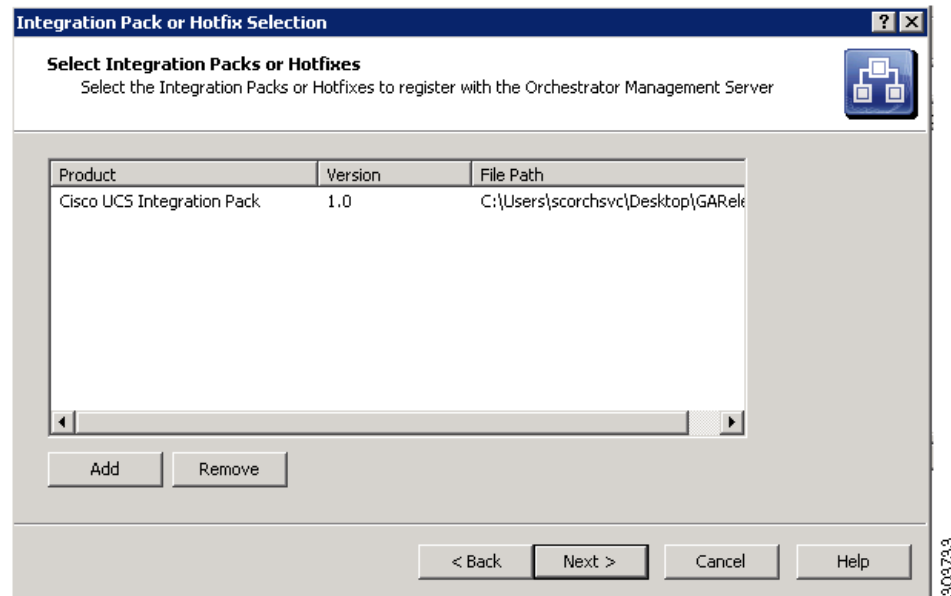 Integration Pack or Hotfix Selection
Select Integration Packs or Hotfixes
Select the Integration Packs or Hotfixes to register with the Orchestrator Management Server
Product Version File Path
Cisco UCS Integration Pack 1.0 C:\Users\scorchsvc\Desktop\GARele
Add Remove
< Back Next > Cancel Help
303733